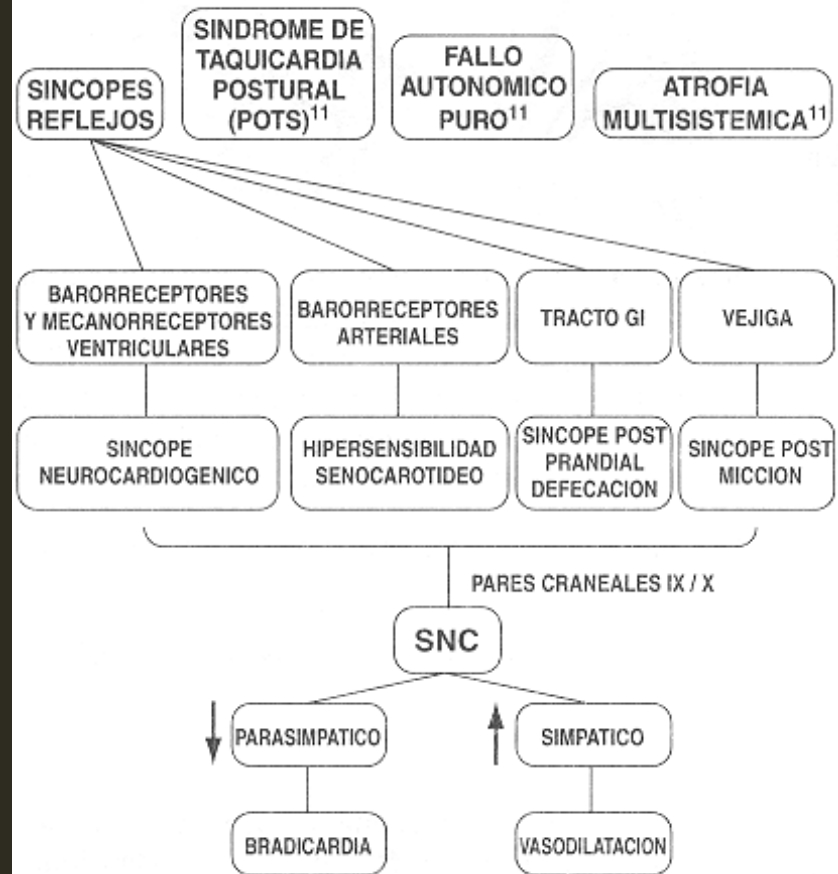 SINCOPES
REFLEJOS
SINDROME DE
TAQUICARDIA
POSTURAL
(POTS)11
FALLO
AUTONOMICO
PURO11
ATROFIA
MULTISISTEMICA11
BARORRECEPTORES
Y MECANORRECEPTORES
VENTRICULARES
BARORRECEPTORES
ARTERIALES
TRACTO GI
VEJIGA
SINCOPE
NEUROCARDIOGENICO
HIPERSENSIBILIDAD
SENOCAROTIDEO
SINCOPE POST
PRANDIAL
DEFECACION
SINCOPE POST
MICCION
PARES CRANEALES IX / X
SNC
PARASIMPATICO
SIMPATICO
BRADICARDIA
VASODILATACION